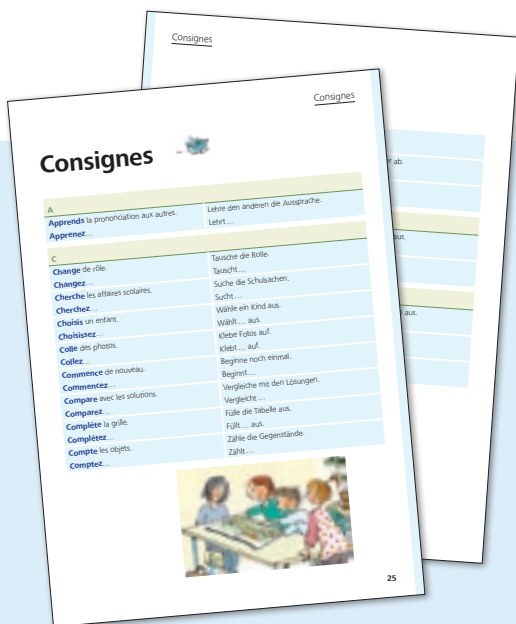 Consignes
Consignes
Consignes
A
Apprends la prononciation aux autres. Lehre den anderen die Aussprache.
Apprenez... Lehrt...
C
Change de rôle. Tausche die Rolle.
Changez... Tauscht...
Cherche les affaires scolaires. Suche die Schulsachen.
Cherchez... Sucht...
Choisis un enfant. Wähle ein Kind aus.
Choisissez... Wählt... aus.
Colle des photos. Klebe Fotos auf.
Collez... Klebt... auf.
Commence de nouveau. Beginne noch einmal.
Commencez... Beginnt...
Compare avec les solutions. Vergleiche mit den Lösungen.
Comparez... Vergleicht...
Complète la grille. Fülle die Tabelle aus.
Complétez... Füllt... aus.
Compte les objets. Zähle die Gegenstände.
Comptez... Zählt...
25
ab.
aus.
aus.